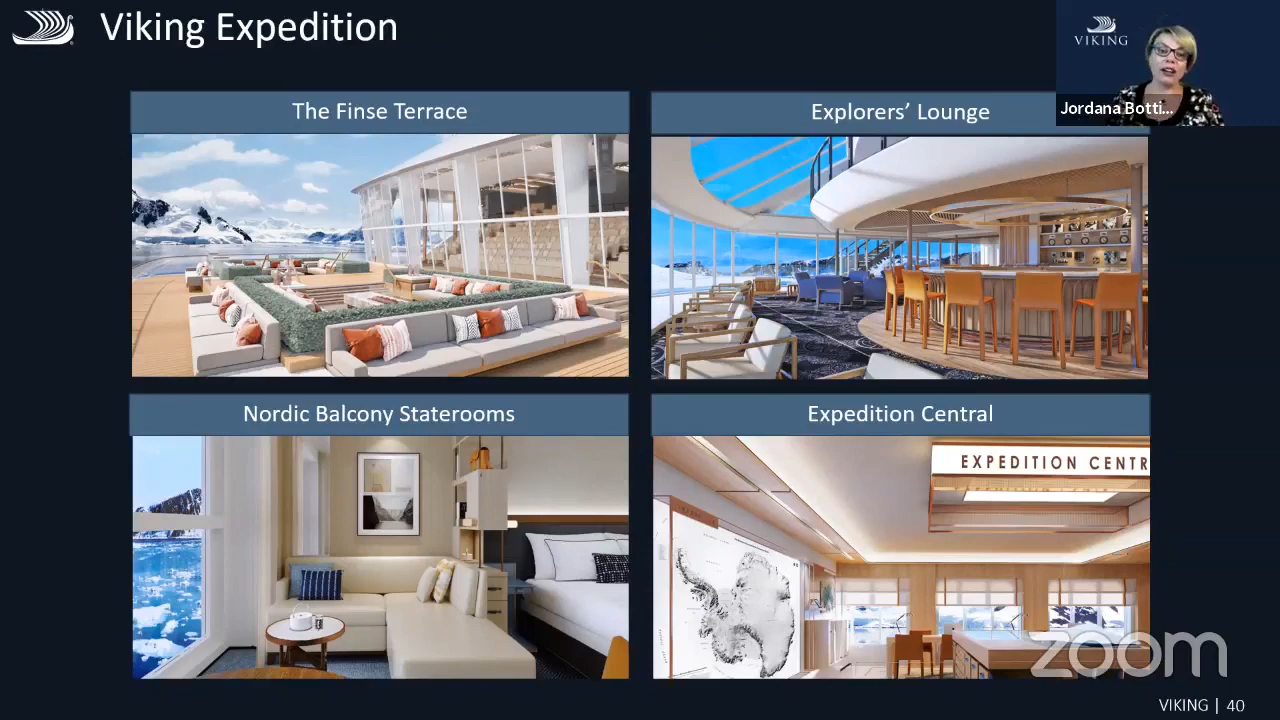 Viking Expedition
VIKING
Jordana Botti...
The Finse Terrace
Explorers' Lounge
Nordic Balcony Staterooms
Expedition Central
EXPEDITION CENTR
zoom
VIKING | 40